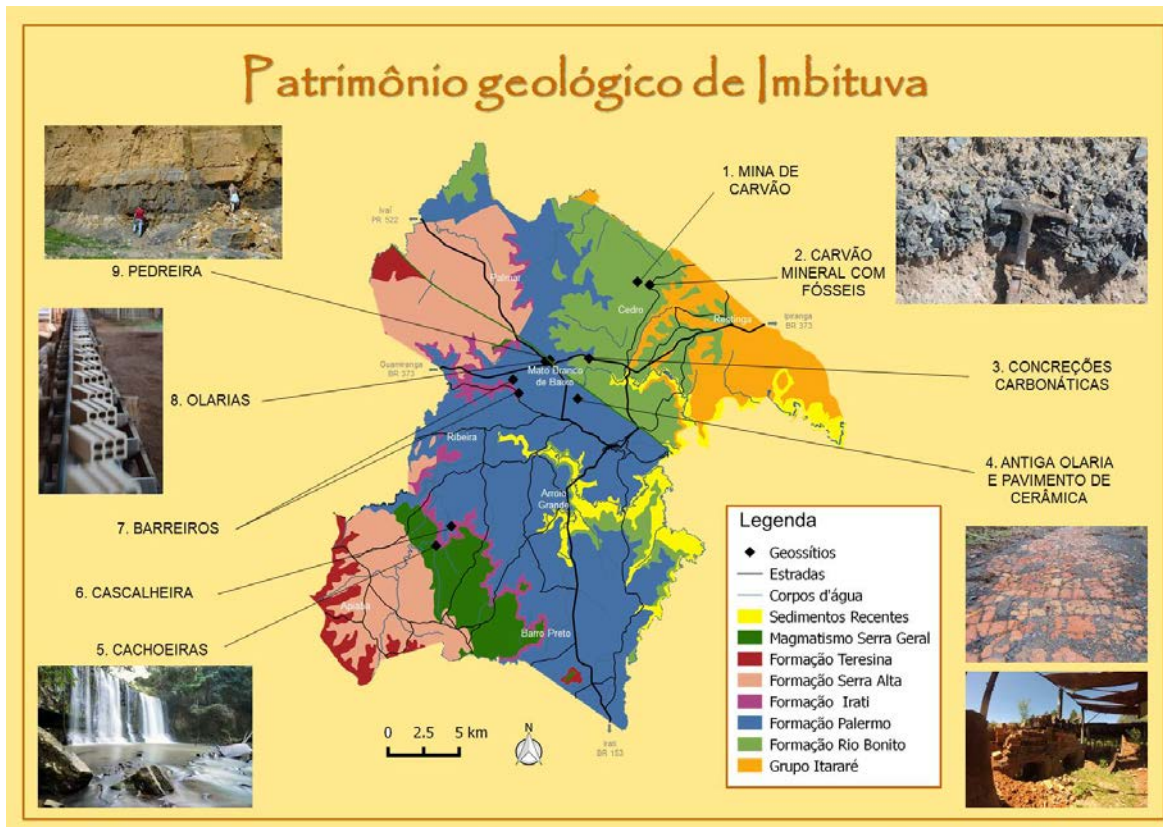 Patrimônio geológico de Imbituva
1. MINA DE
CARVÃO
2. CARVÃO
MINERAL COM
FÓSSEIS
3. CONCREÇÕES
CARBONÁTICAS
4. ANTIGA OLARIA
E PAVIMENTO DE
CERÂMICA
5. CACHOEIRAS
6. CASCALHEIRA
7. BARREIROS
8. OLARIAS
9. PEDREIRA
Ivaí
PR 522
Palmar
Cedro
Restinga
Ipiranga
BR 373
Guamiranga
BR 373
Mato Branco
de Baixo
Ribeira
Arroio
Grande
Apiaba
Barro Preto
Irati
BR 153
0 2.5 5 km
N
Legenda
Geossítios
Estradas
Corpos d'água
Sedimentos Recentes
Magmatismo Serra Geral
Formação Teresina
Formação Serra Alta
Formação Irati
Formação Palermo
Formação Rio Bonito
Grupo Itararé